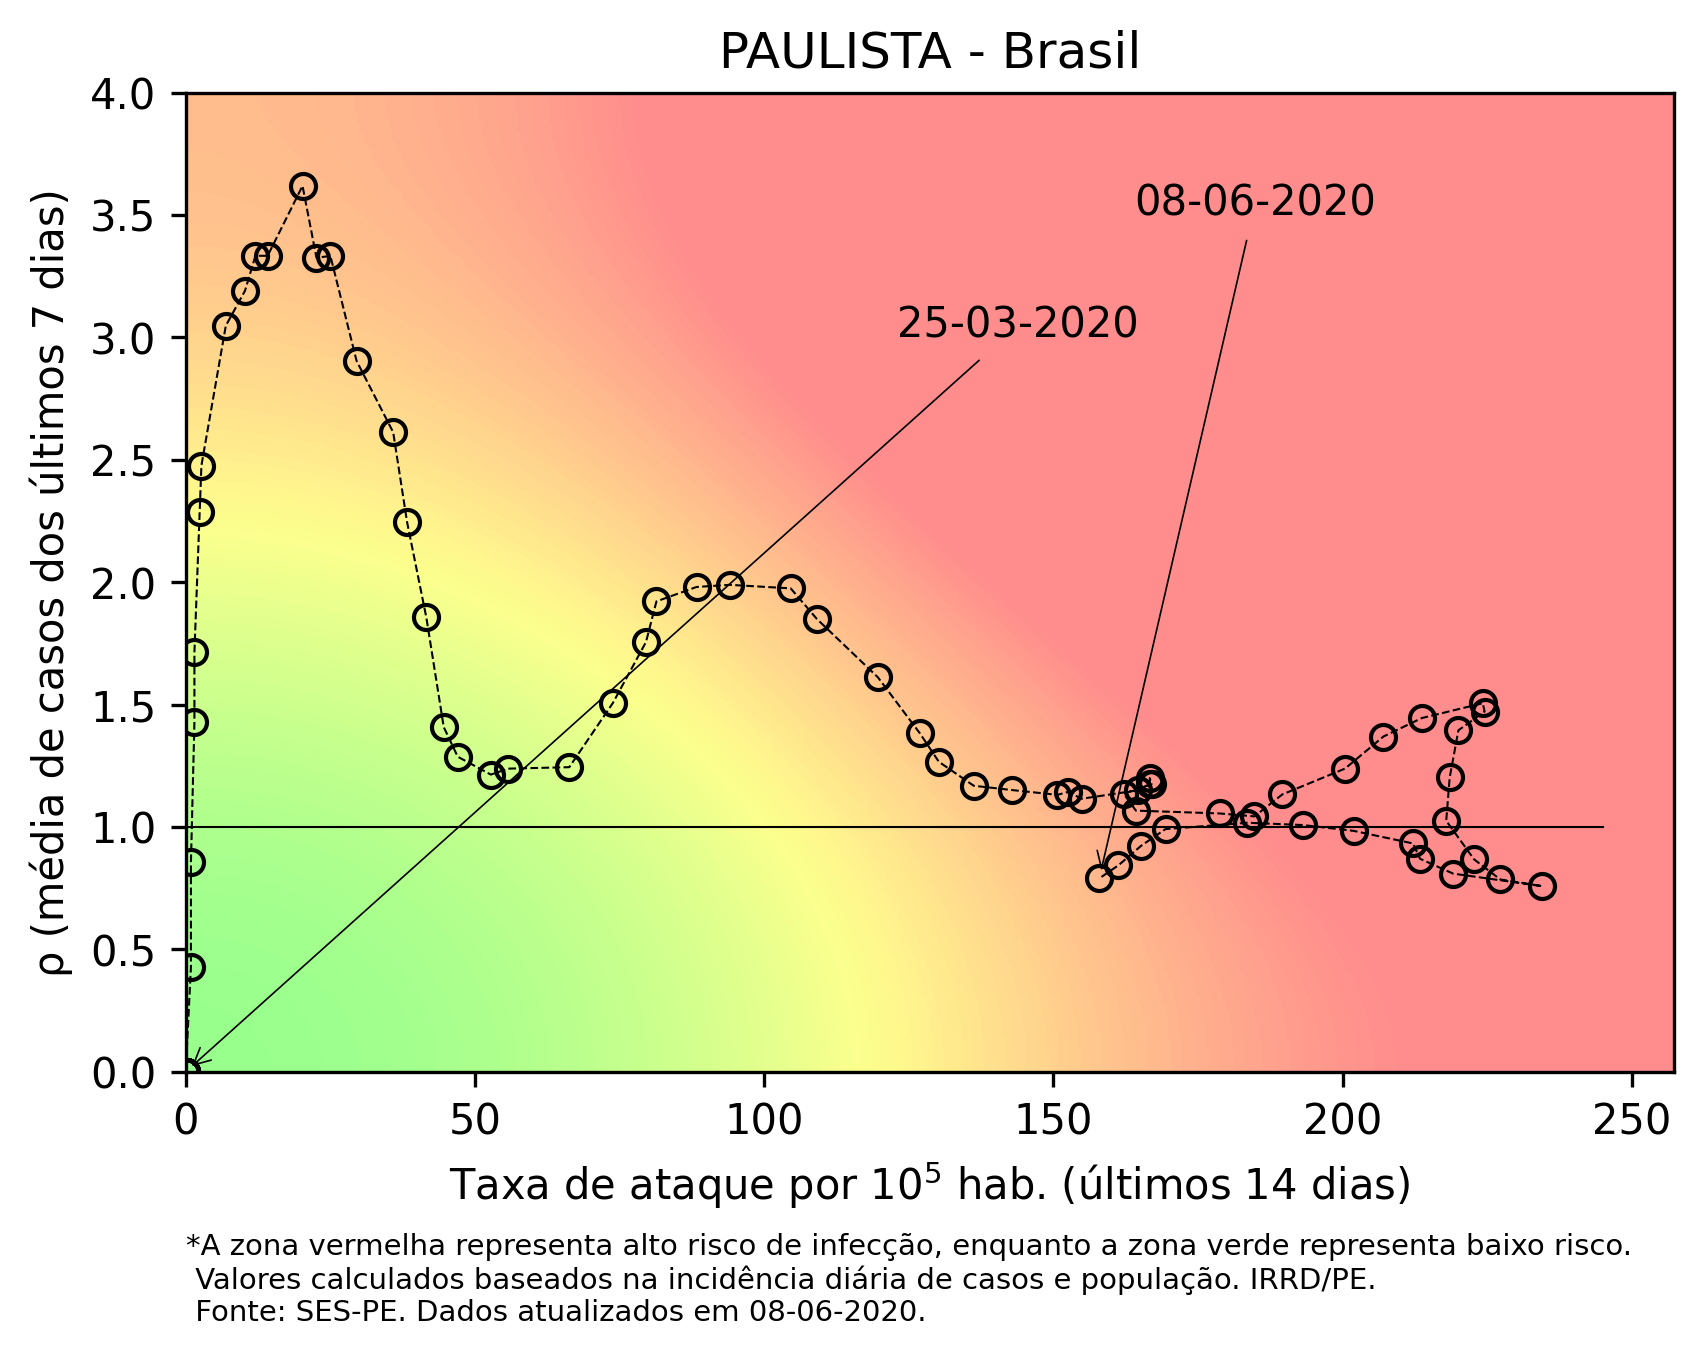 PAULISTA - Brasil
4.0
3.5
3.0
2.5
2.0
1.5
1.0
0.5
0.0
ρ (média de casos dos últimos 7 dias)
08-06-2020
25-03-2020
0 50 100 150 200 250
Taxa de ataque por 10⁵ hab. (últimos 14 dias)
*A zona vermelha representa alto risco de infecção, enquanto a zona verde representa baixo risco.
Valores calculados baseados na incidência diária de casos e população. IRRD/PE.
Fonte: SES-PE. Dados atualizados em 08-06-2020.